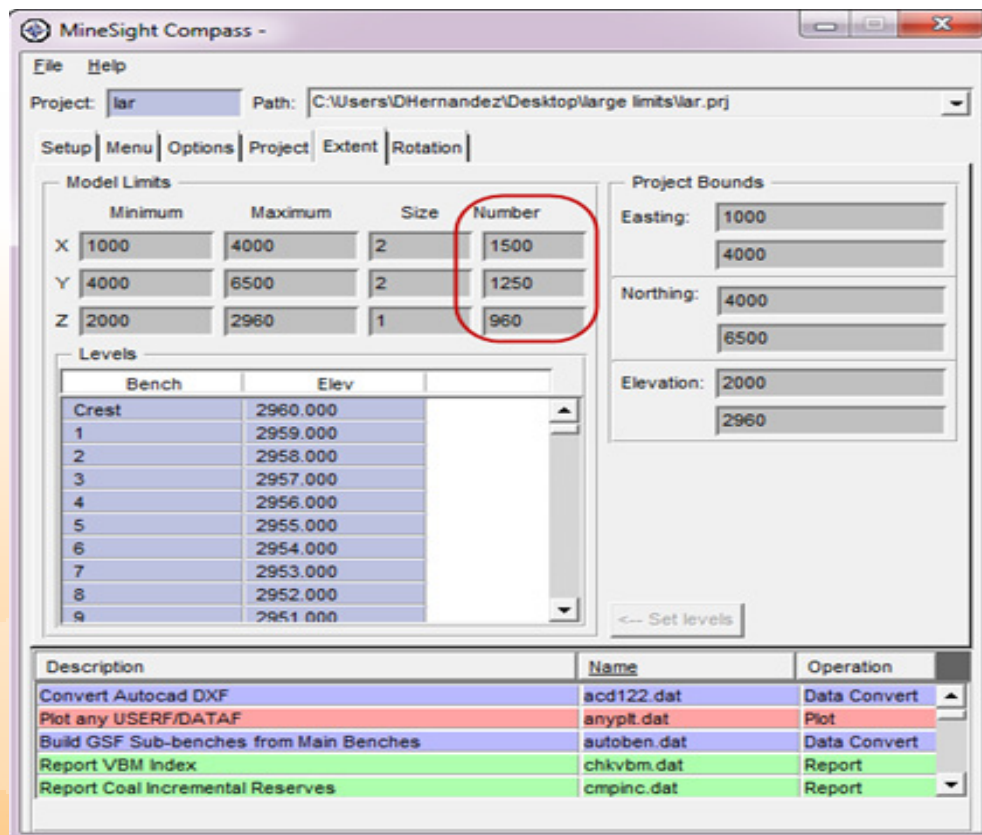 MineSight Compass -
File Help
Project: lar Path: C:\Users\DHernandez\Desktop\large limits\lar.prj
Setup Menu Options Project Extent Rotation
Model Limits
Minimum Maximum Size Number
X 1000 4000 2 1500
Y 4000 6500 2 1250
Z 2000 2960 1 960
Levels
Bench Elev
Crest 2960.000
1 2959.000
2 2958.000
3 2957.000
4 2956.000
5 2955.000
6 2954.000
7 2953.000
8 2952.000
9 2951.000
Project Bounds
Easting: 1000
4000
Northing: 4000
6500
Elevation: 2000
2960
<-- Set levels
Description Name Operation
Convert Autocad DXF acd122.dat Data Convert
Plot any USERF/DATAF anyplt.dat Plot
Build GSF Sub-benches from Main Benches autoben.dat Data Convert
Report VBM Index chkvbm.dat Report
Report Coal Incremental Reserves cmpinc.dat Report